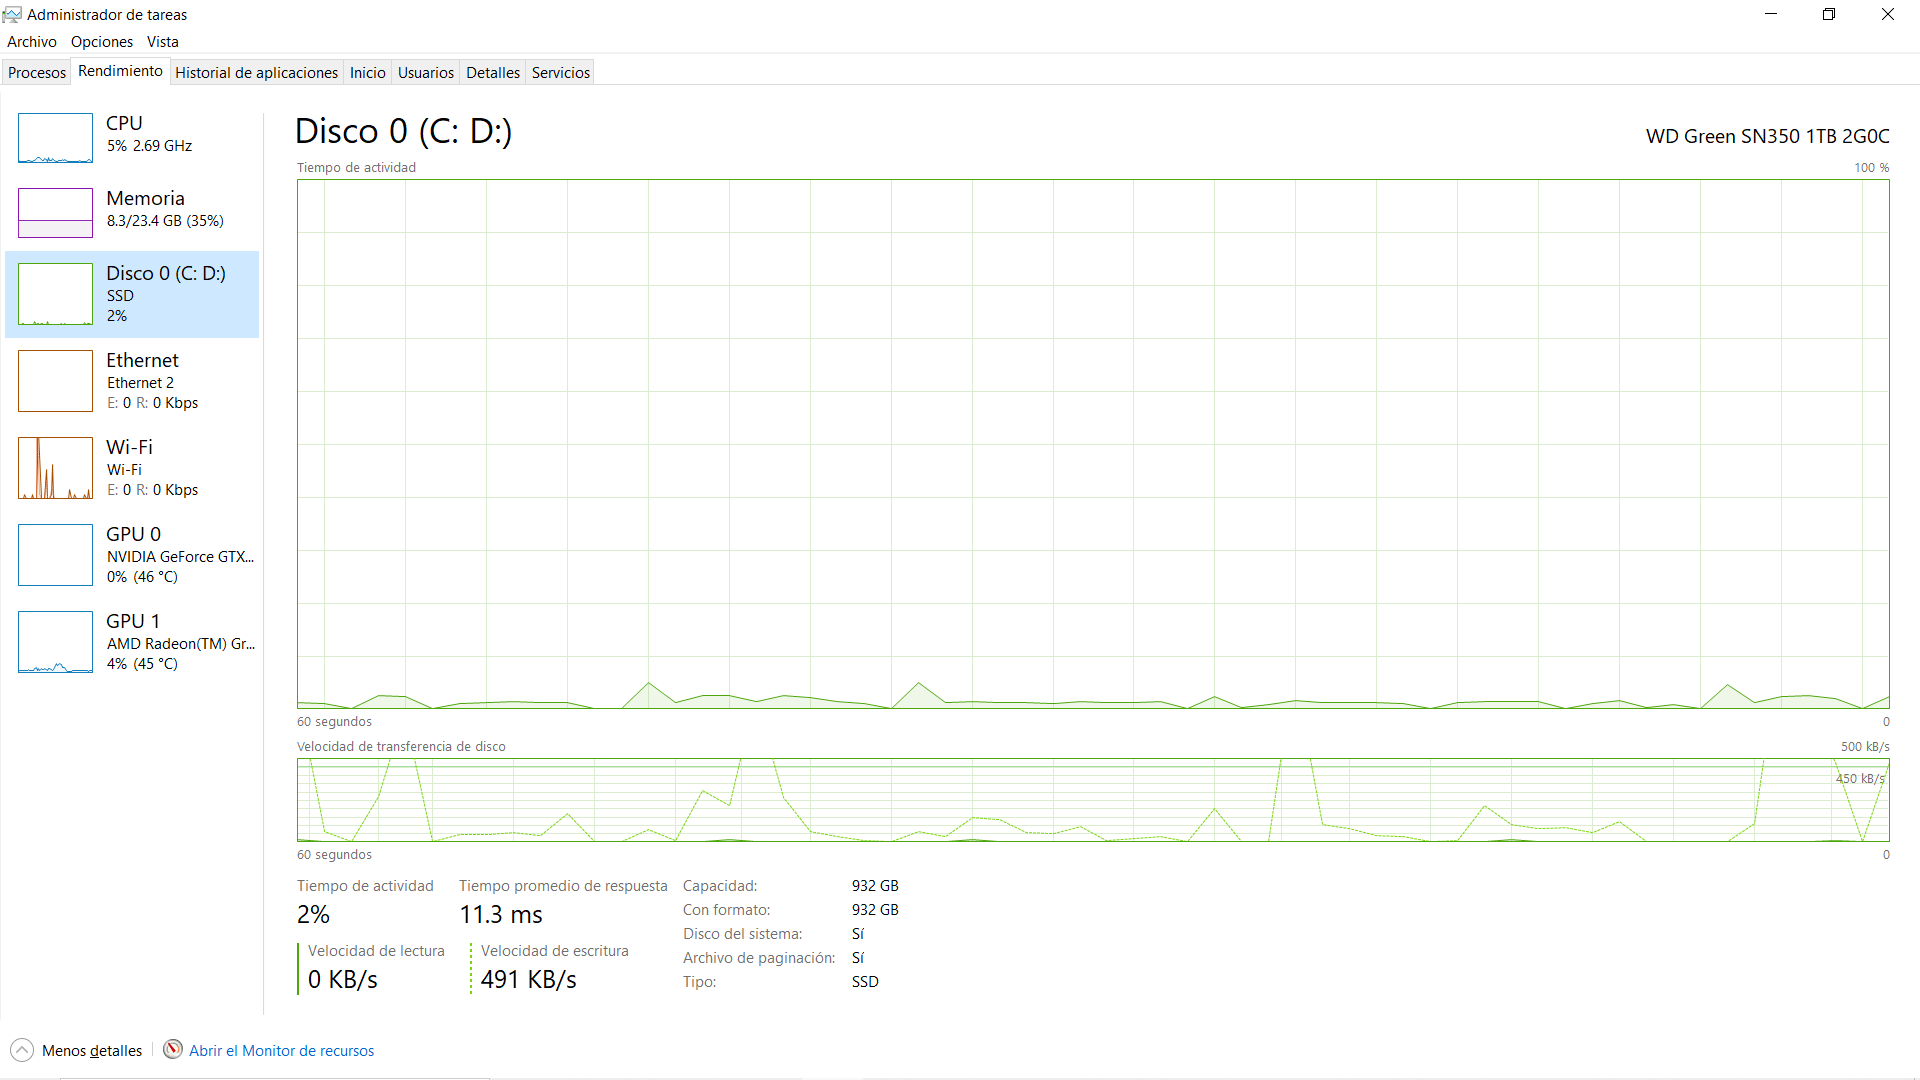 Administrador de tareas
Archivo Opciones Vista
Procesos Rendimiento Historial de aplicaciones Inicio Usuarios Detalles Servicios
CPU
5% 2.69 GHz
Memoria
8.3/23.4 GB (35%)
Disco 0 (C: D:)
SSD
2%
Ethernet
Ethernet 2
E: 0 R: 0 Kbps
Wi-Fi
Wi-Fi
E: 0 R: 0 Kbps
GPU 0
NVIDIA GeForce GTX...
0% (46 °C)
GPU 1
AMD Radeon(TM) Gr...
4% (45 °C)
Disco 0 (C: D:)
WD Green SN350 1TB 2G0C
Tiempo de actividad
100 %
60 segundos
0
Velocidad de transferencia de disco
500 kB/s
450 kB/s
60 segundos
0
Tiempo de actividad
2%
Tiempo promedio de respuesta
11.3 ms
Velocidad de lectura
0 KB/s
Velocidad de escritura
491 KB/s
Capacidad: 932 GB
Con formato: 932 GB
Disco del sistema: Sí
Archivo de paginación: Sí
Tipo: SSD
Menos detalles
Abrir el Monitor de recursos